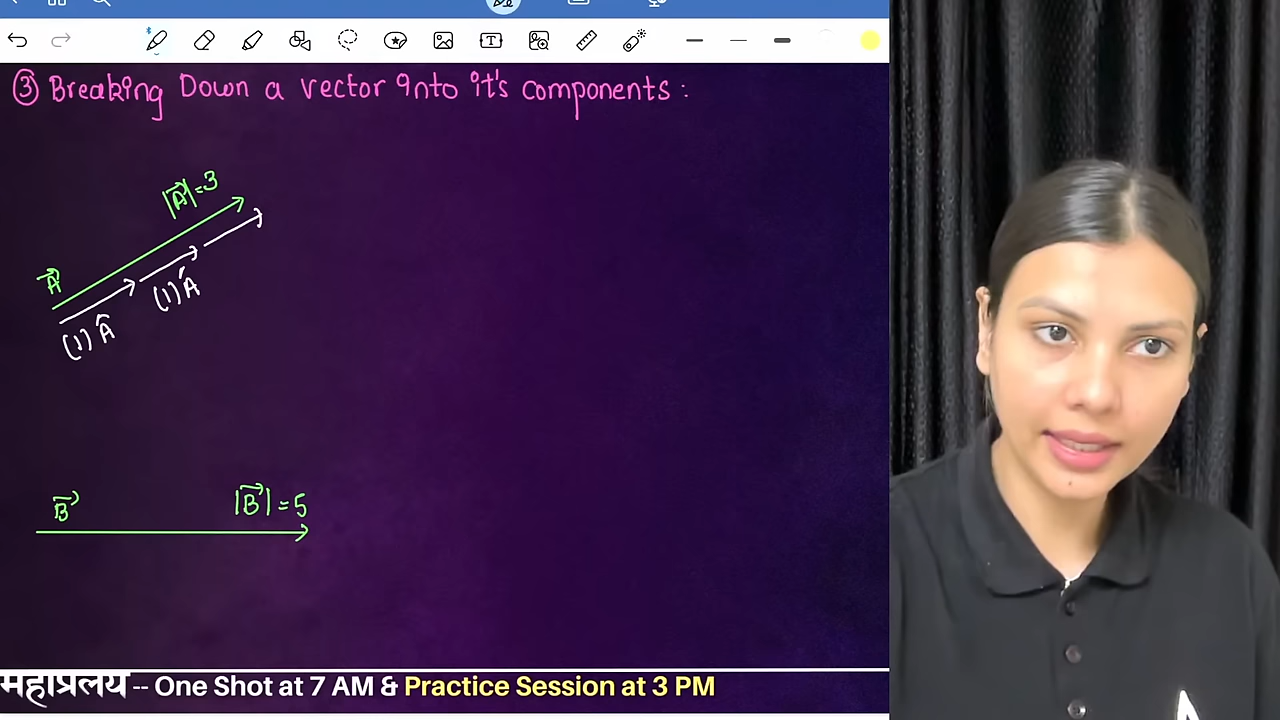 ③ Breaking Down a vector into it's components :
|A⃗|=3
A⃗
(1) Â
(1) Â
B⃗ |B⃗| = 5
महाप्रलय -- One Shot at 7 AM & Practice Session at 3 PM